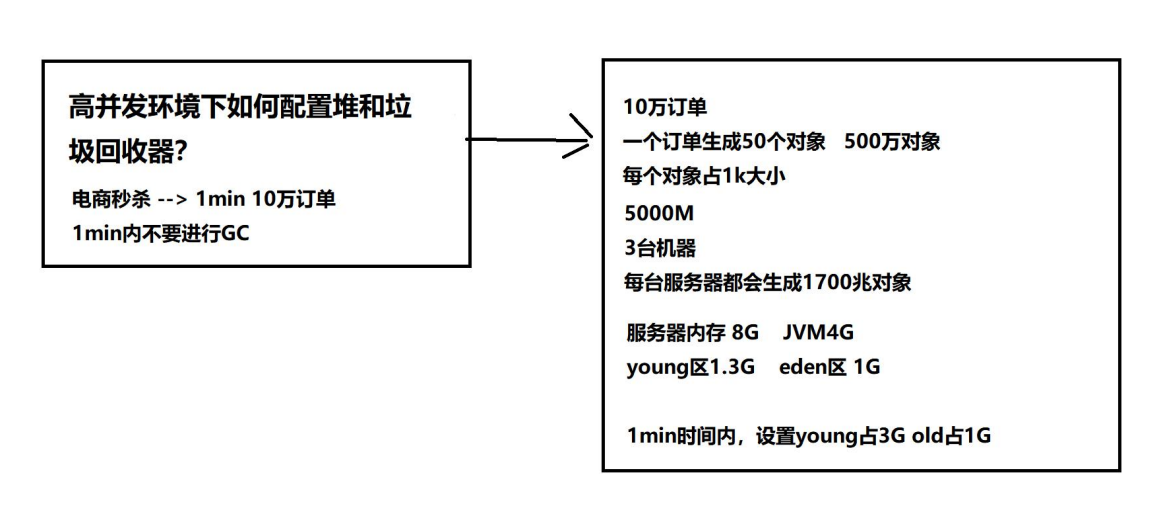 高并发环境下如何配置堆和垃
圾回收器？
电商秒杀 --> 1min 10万订单
1min内不要进行GC
10万订单
一个订单生成50个对象 500万对象
每个对象占1k大小
5000M
3台机器
每台服务器都会生成1700兆对象
服务器内存 8G JVM4G
young区1.3G eden区 1G
1min时间内，设置young占3G old占1G